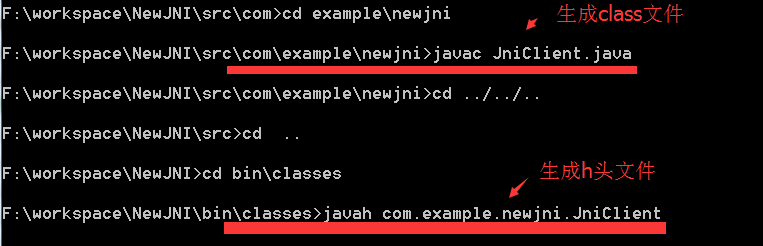 F:\workspace\NewJNI\src\com>cd example\newjni
生成class文件
F:\workspace\NewJNI\src\com\example\newjni>javac JniClient.java
F:\workspace\NewJNI\src\com\example\newjni>cd ../../..
F:\workspace\NewJNI\src>cd  ..
F:\workspace\NewJNI>cd bin\classes
生成h头文件
F:\workspace\NewJNI\bin\classes>javah com.example.newjni.JniClient